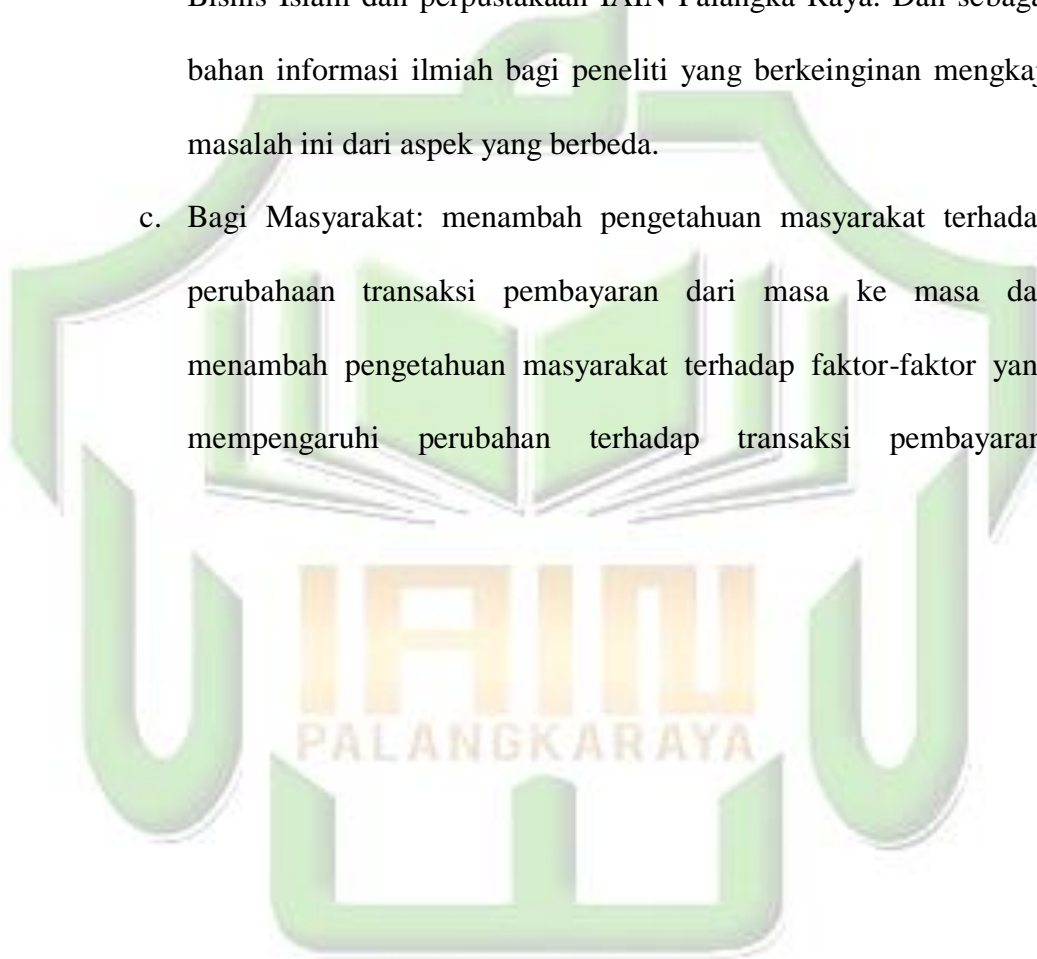 Bisnis Islam dan perpustakaan IAIN Palangka Raya. Dan sebaga
bahan informasi ilmiah bagi peneliti yang berkeinginan mengkaj
masalah ini dari aspek yang berbeda.
c. Bagi Masyarakat: menambah pengetahuan masyarakat terhada
perubahaan transaksi pembayaran dari masa ke masa da
menambah pengetahuan masyarakat terhadap faktor-faktor yan
mempengaruhi perubahan terhadap transaksi pembayaran
IAIN
PALANGKARAYA